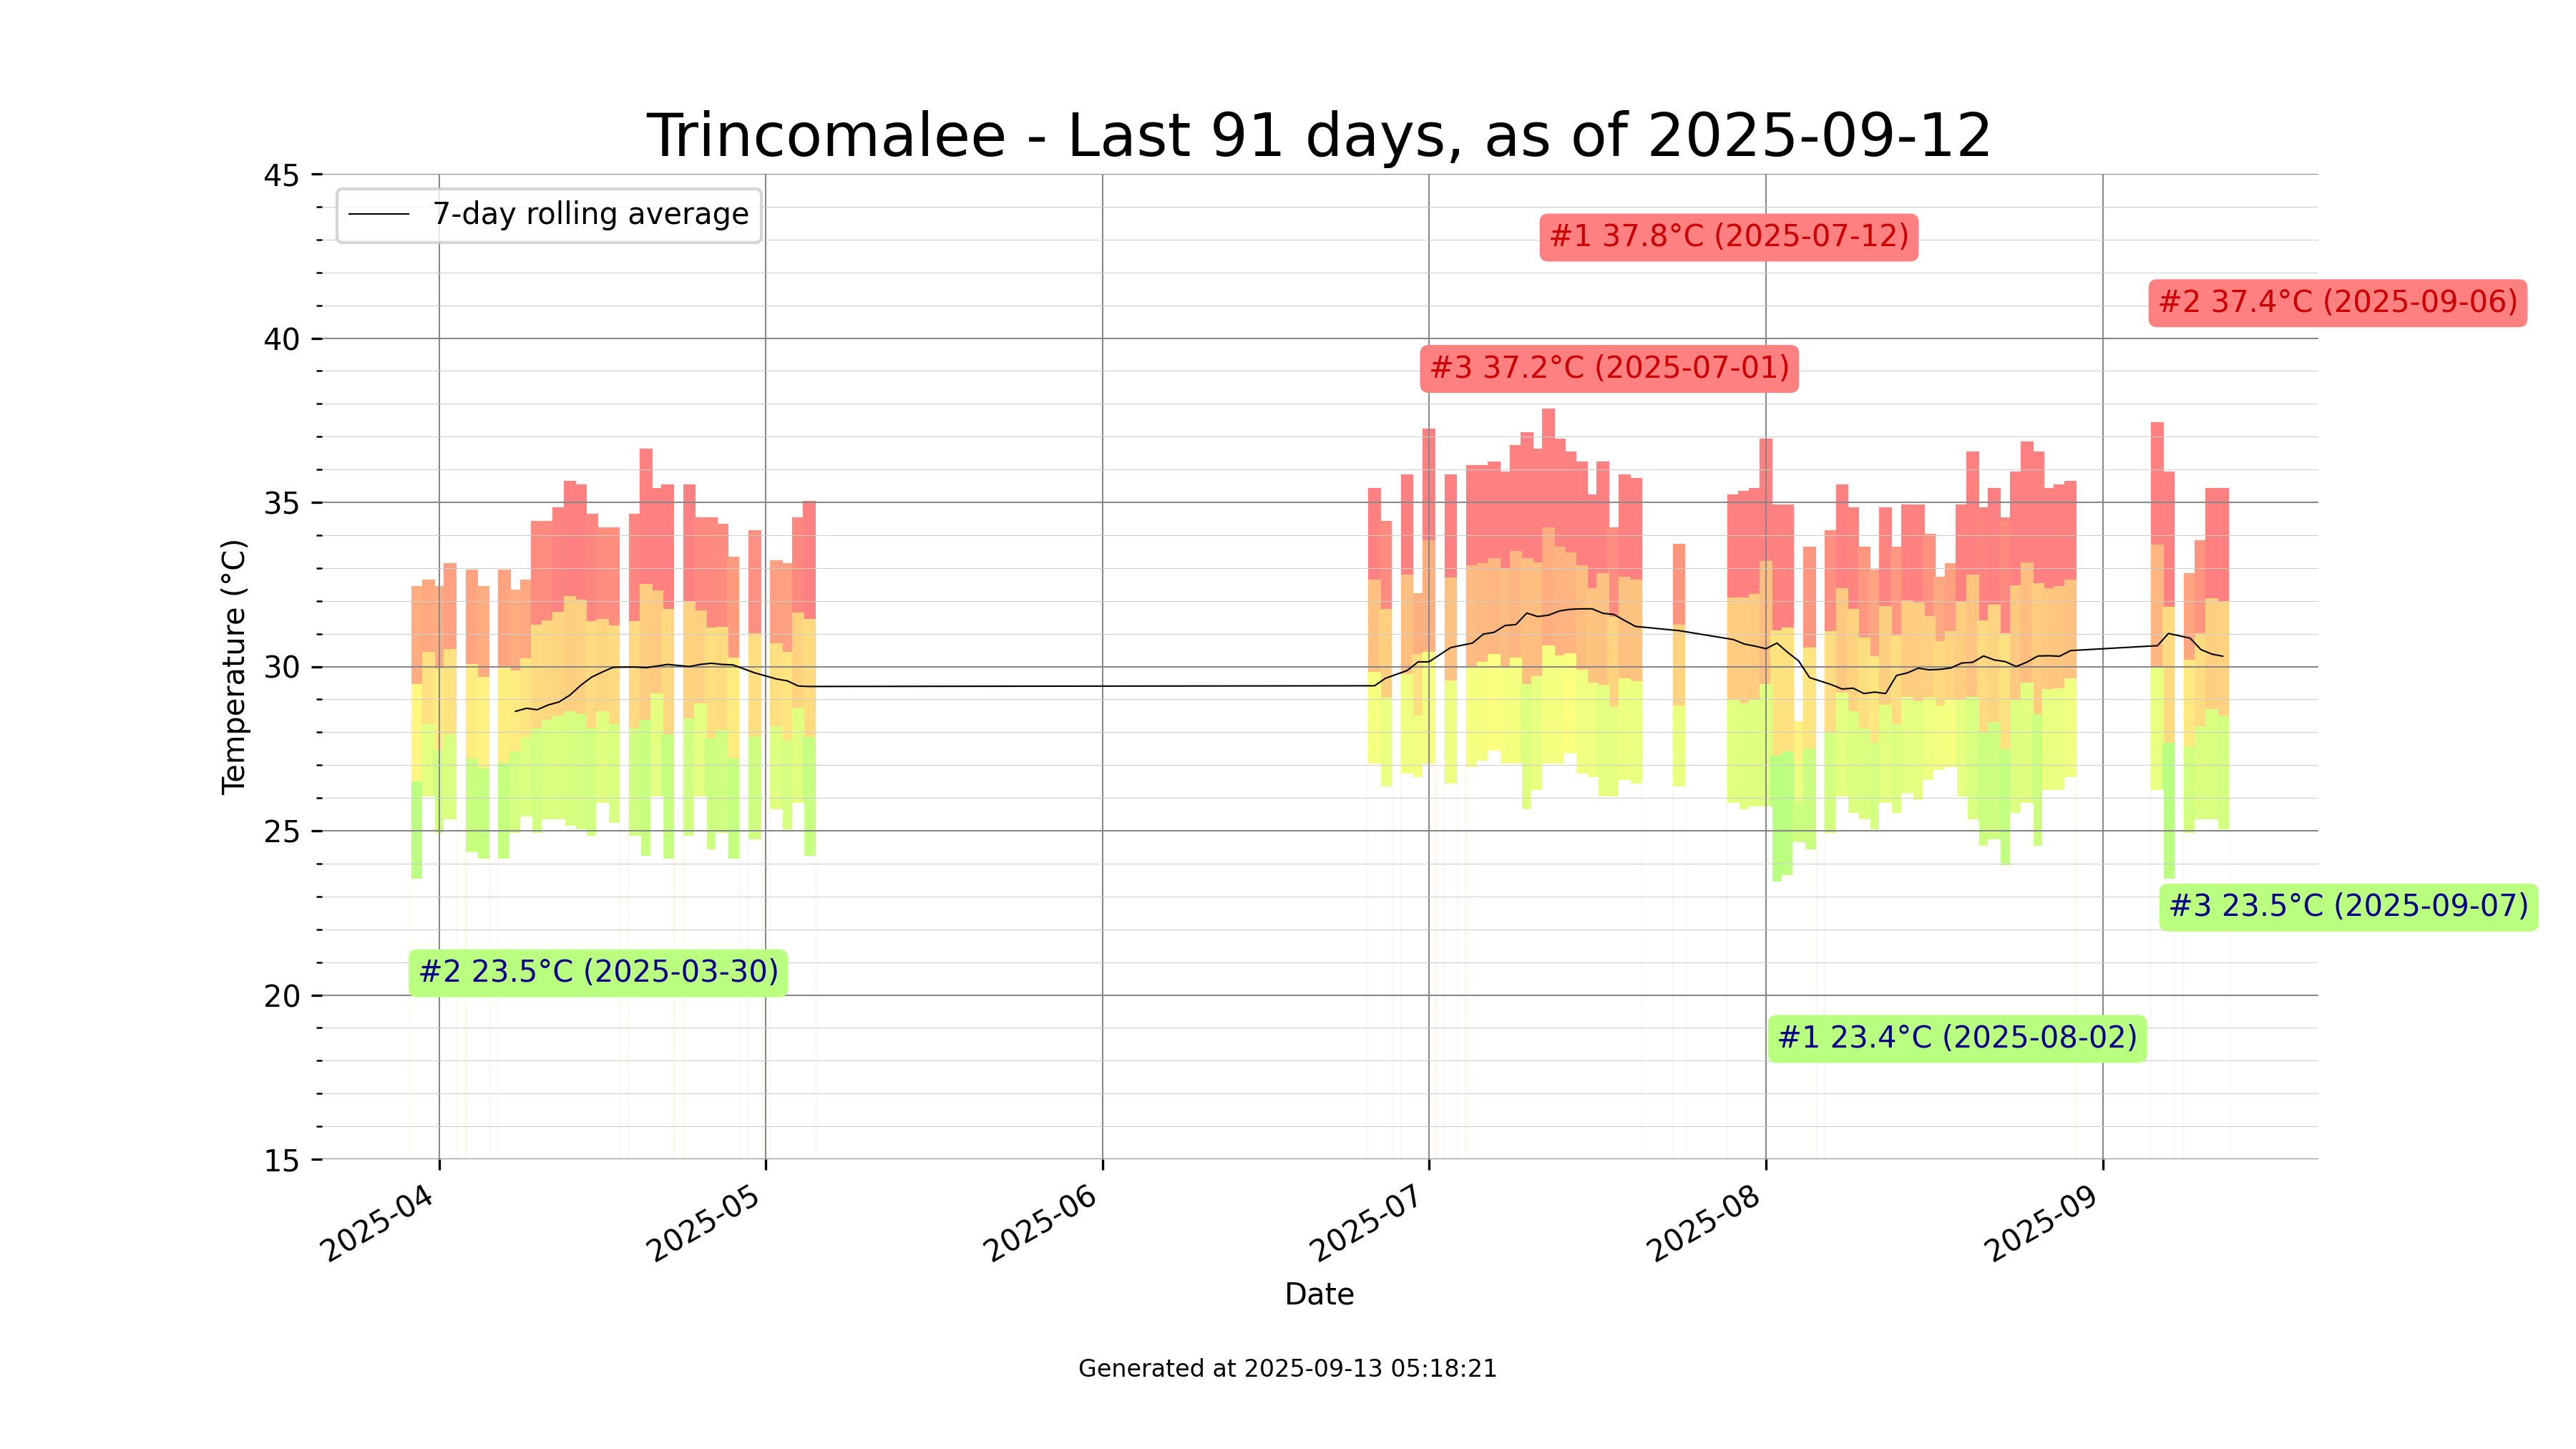 Trincomalee - Last 91 days, as of 2025-09-12
7-day rolling average
#1 37.8°C (2025-07-12)
#2 37.4°C (2025-09-06)
#3 37.2°C (2025-07-01)
#3 23.5°C (2025-09-07)
#2 23.5°C (2025-03-30)
#1 23.4°C (2025-08-02)
Temperature (°C)
45
40
35
30
25
20
15
2025-04
2025-05
2025-06
2025-07
2025-08
2025-09
Date
Generated at 2025-09-13 05:18:21